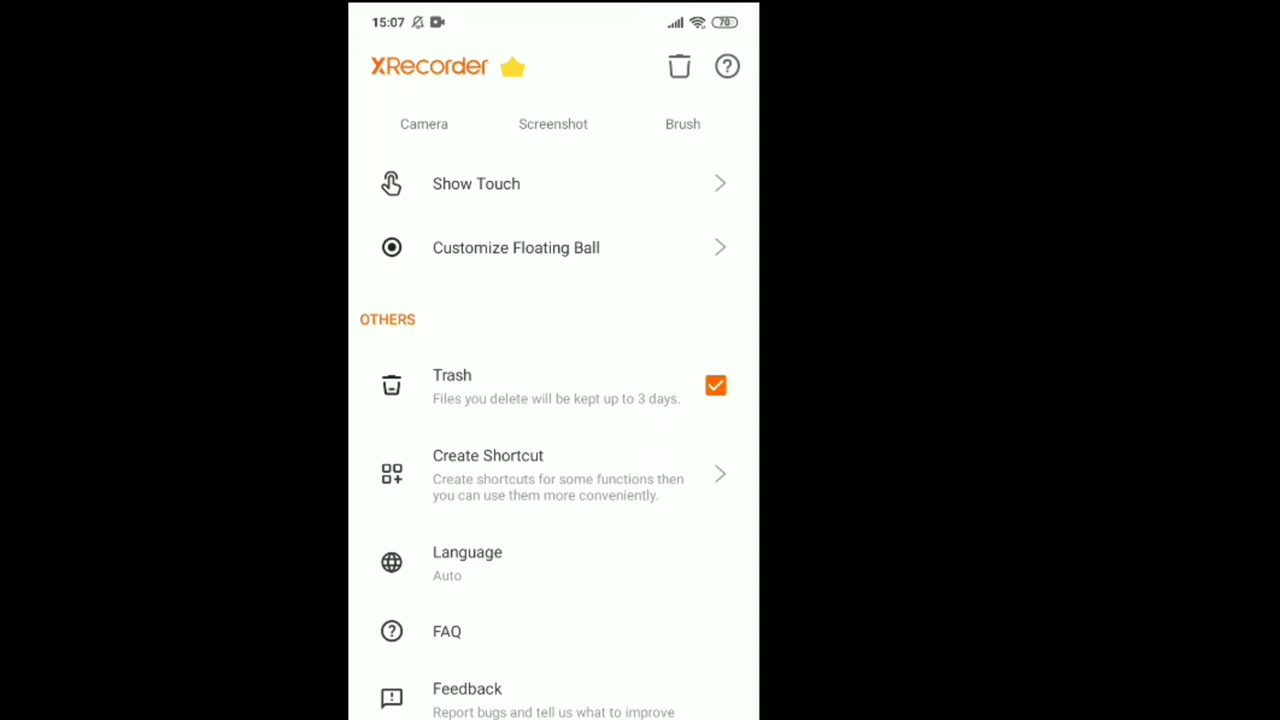 15:07 70
XRecorder
Camera Screenshot Brush
Show Touch
Customize Floating Ball
OTHERS
Trash
Files you delete will be kept up to 3 days.
Create Shortcut
Create shortcuts for some functions then
you can use them more conveniently.
Language
Auto
FAQ
Feedback
Report bugs and tell us what to improve